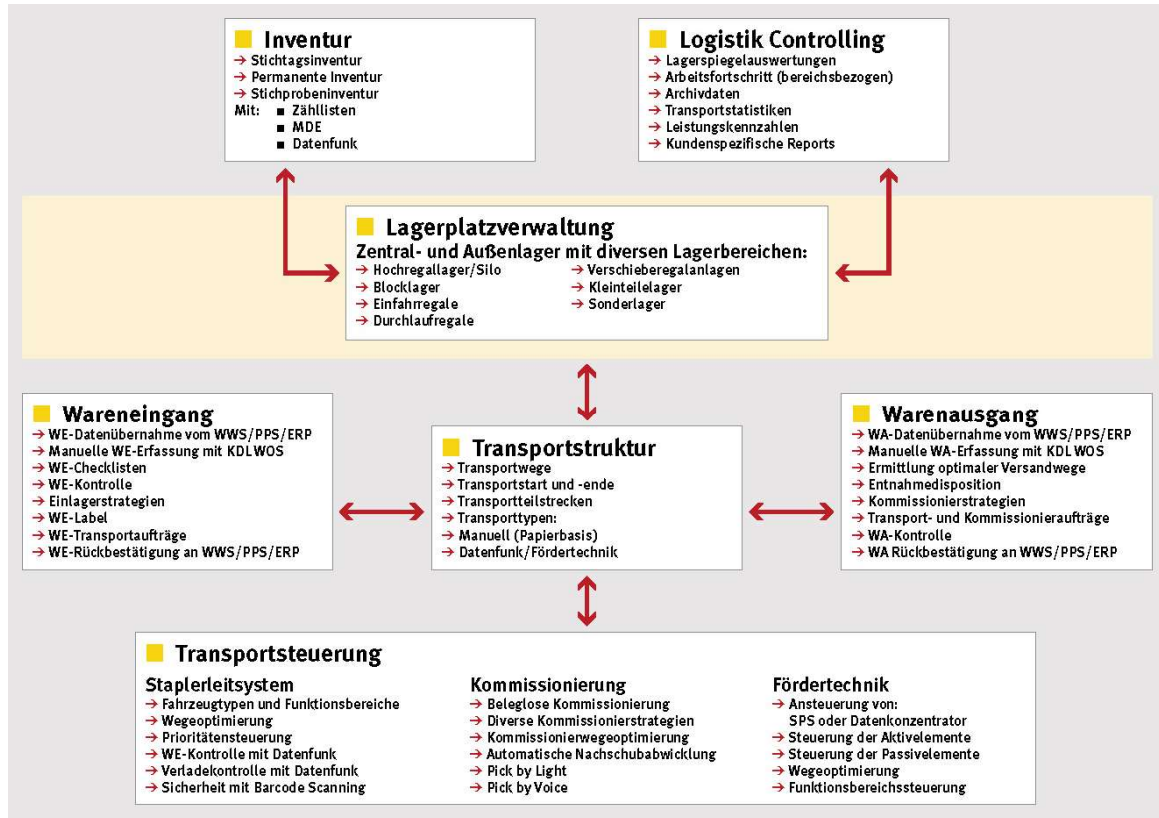 Inventur
→ Stichtagsinventur
→ Permanente Inventur
→ Stichprobeninventur
Mit: ■ Zähllisten
■ MDE
■ Datenfunk
Logistik Controlling
→ Lagerspiegelauswertungen
→ Arbeitsfortschritt (bereichsbezogen)
→ Archivdaten
→ Transportstatistiken
→ Leistungskennzahlen
→ Kundenspezifische Reports
Lagerplatzverwaltung
Zentral- und Außenlager mit diversen Lagerbereichen:
→ Hochregallager/Silo
→ Blocklager
→ Einfahrregale
→ Durchlaufregale
→ Verschieberegalanlagen
→ Kleinteilelager
→ Sonderlager
Wareneingang
→ WE-Datenübernahme vom WWS/PPS/ERP
→ Manuelle WE-Erfassung mit KDLWOS
→ WE-Checklisten
→ WE-Kontrolle
→ Einlagerstrategien
→ WE-Label
→ WE-Transportaufträge
→ WE-Rückbestätigung an WWS/PPS/ERP
Transportstruktur
→ Transportwege
→ Transportstart und -ende
→ Transportteilstrecken
→ Transporttypen:
→ Manuell (Papierbasis)
→ Datenfunk/Fördertechnik
Warenausgang
→ WA-Datenübernahme vom WWS/PPS/ERP
→ Manuelle WA-Erfassung mit KDLWOS
→ Ermittlung optimaler Versandwege
→ Entnahmedisposition
→ Kommissionierstrategien
→ Transport- und Kommissionieraufträge
→ WA-Kontrolle
→ WA Rückbestätigung an WWS/PPS/ERP
Transportsteuerung
Staplerleitsystem
→ Fahrzeugtypen und Funktionsbereiche
→ Wegeoptimierung
→ Prioritätensteuerung
→ WE-Kontrolle mit Datenfunk
→ Verladekontrolle mit Datenfunk
→ Sicherheit mit Barcode Scanning
Kommissionierung
→ Beleglose Kommissionierung
→ Diverse Kommissionierstrategien
→ Kommissionierwegeoptimierung
→ Automatische Nachschubabwicklung
→ Pick by Light
→ Pick by Voice
Fördertechnik
→ Ansteuerung von:
SPS oder Datenkonzentrator
→ Steuerung der Aktivelemente
→ Steuerung der Passivelemente
→ Wegeoptimierung
→ Funktionsbereichssteuerung